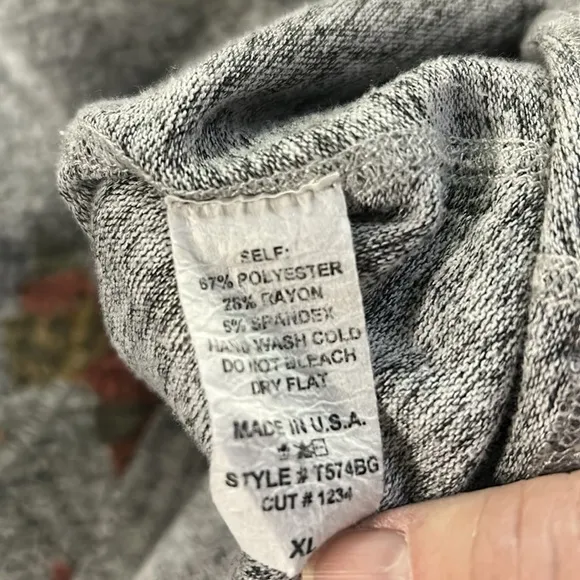 SELF:
67% POLYESTER
% RAYON
5% SPANDEX
HAND WASH COLD
DO NOT BLEACH
DRY FLAT
MADE IN U.S.A.
STYLE # T574BG
CUT # 1234
XL